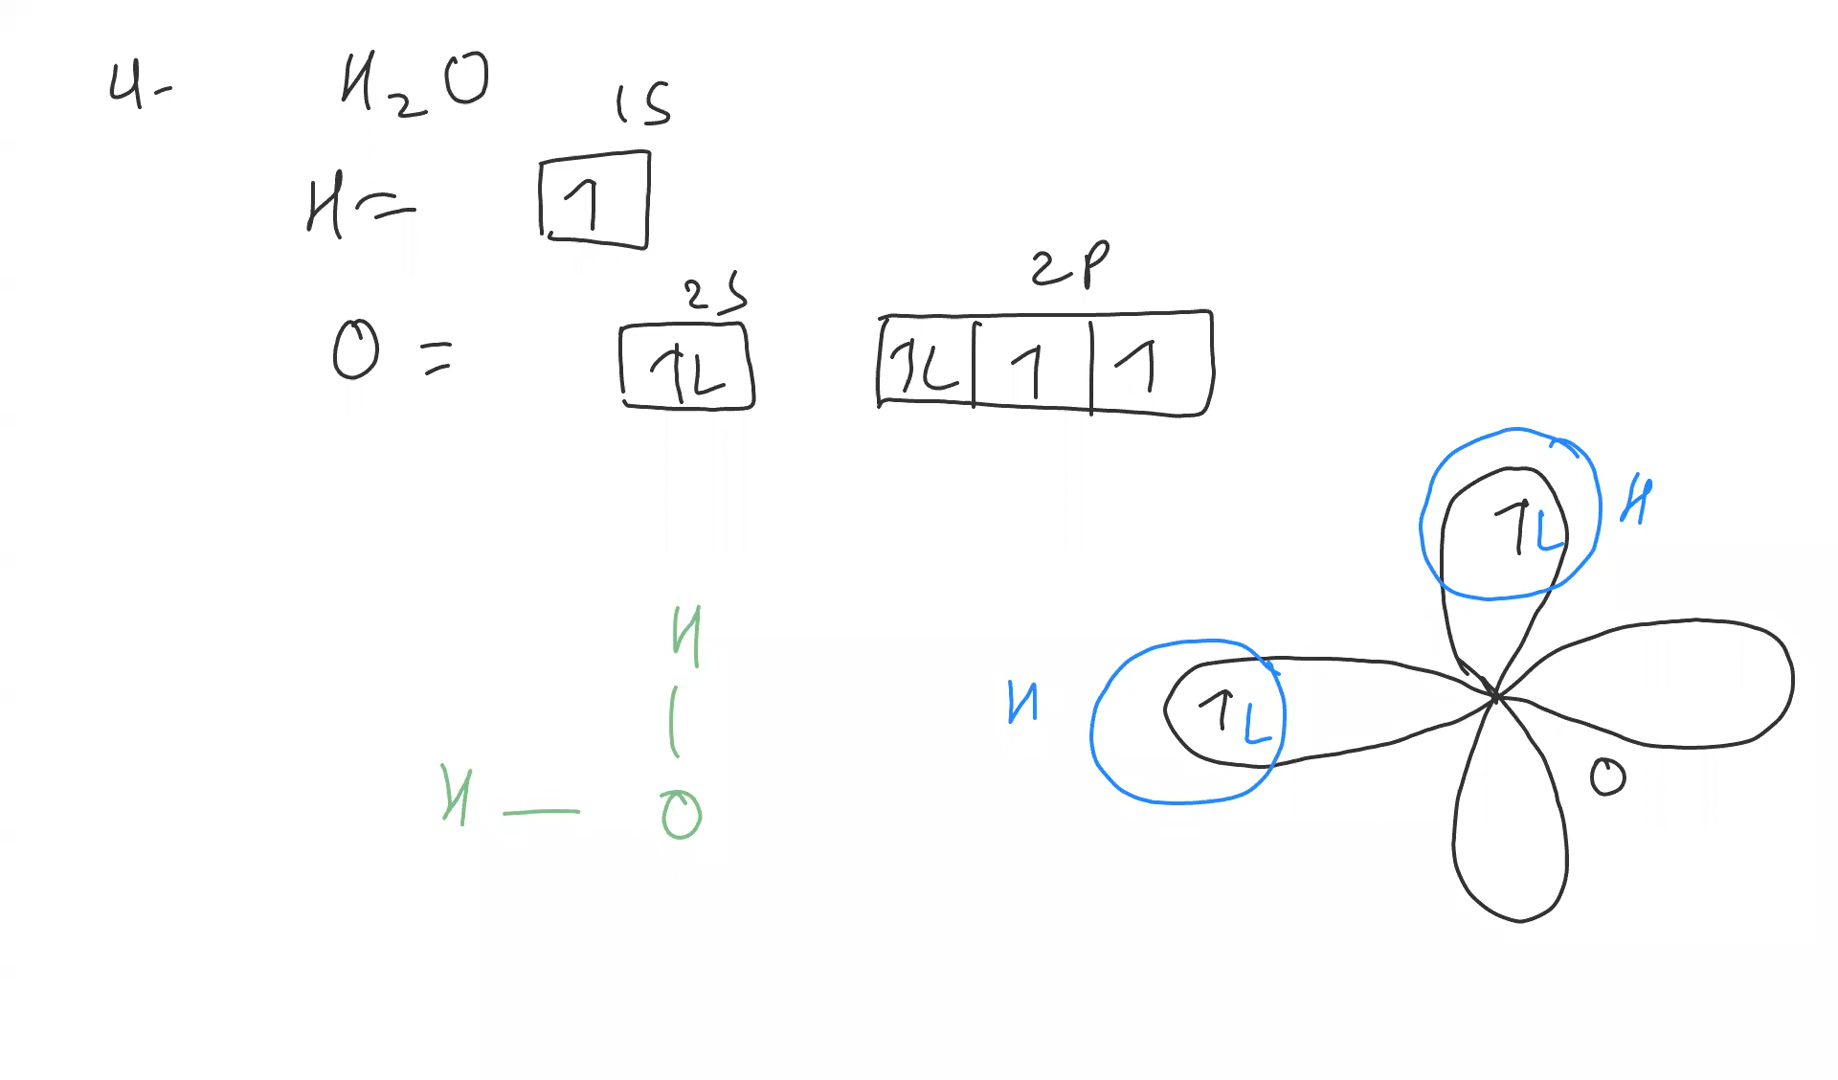 4- H₂O
1S
H= ↿
2S 2P
O = ↿⇂ ↿⇂ ↿ ↿
↿⇂ H
H ↿⇂
O
H
|
H — O